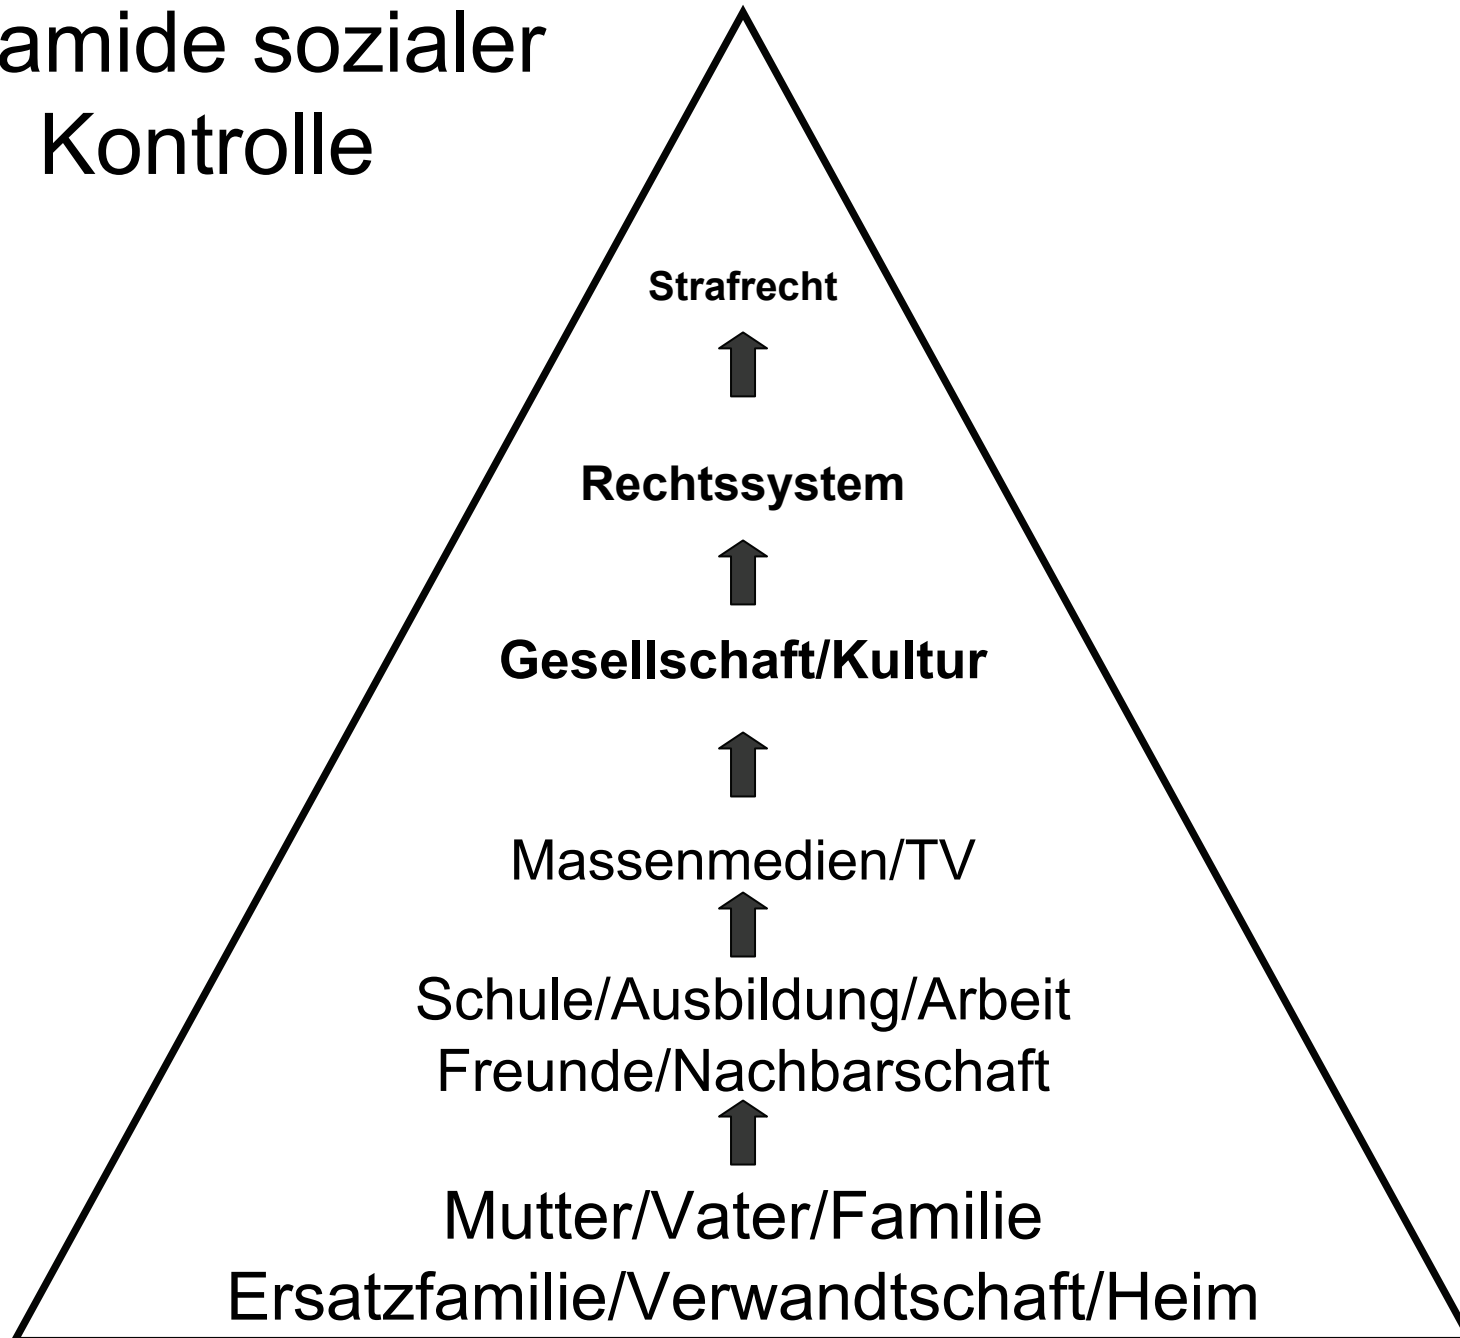 amide sozialer
Kontrolle
Strafrecht
Rechtssystem
Gesellschaft/Kultur
Massenmedien/TV
Schule/Ausbildung/Arbeit
Freunde/Nachbarschaft
Mutter/Vater/Familie
Ersatzfamilie/Verwandtschaft/Heim